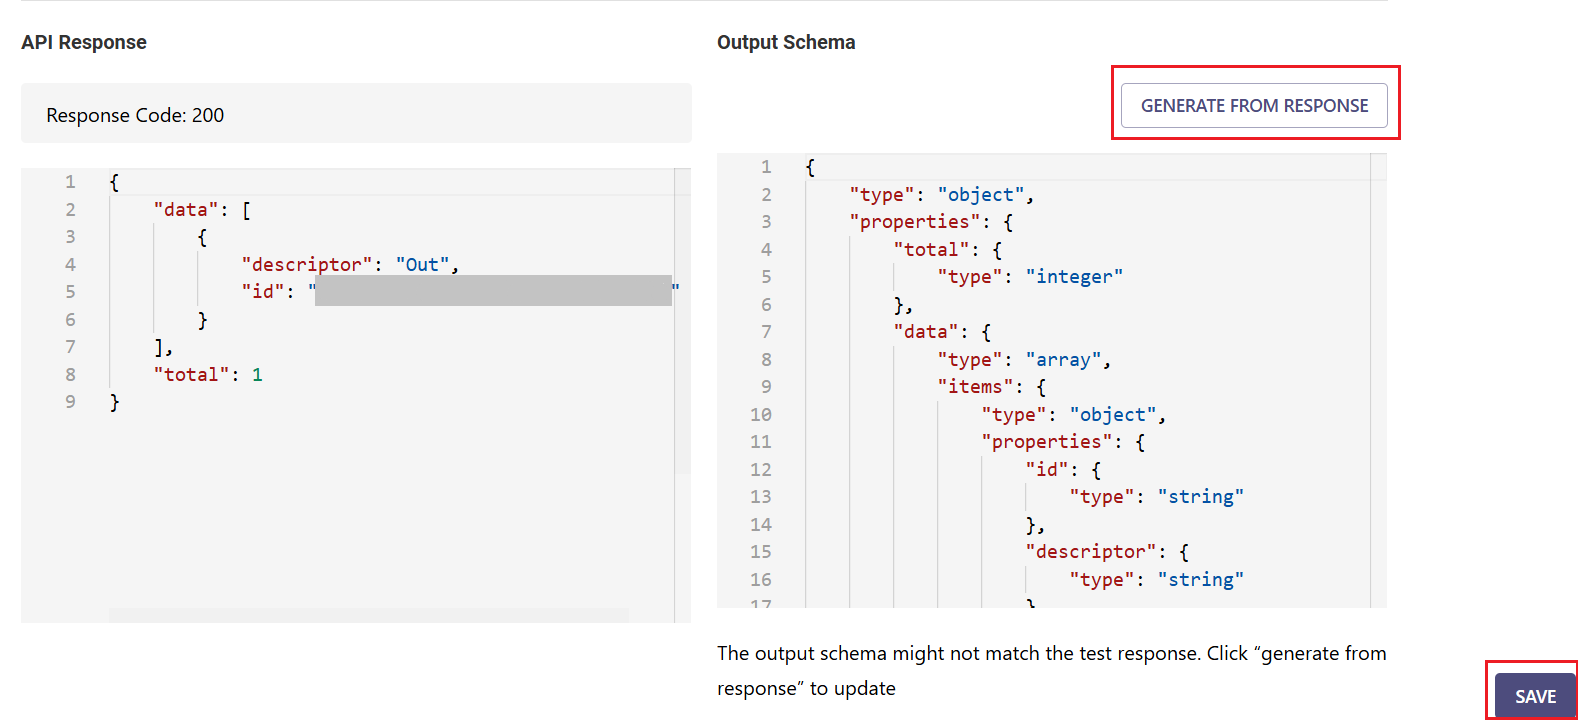 API Response
Response Code: 200
1 {
2     "data": [
3         {
4             "descriptor": "Out",
5             "id": "                                "
6         }
7     ],
8     "total": 1
9 }
Output Schema
GENERATE FROM RESPONSE
1 {
2     "type": "object",
3     "properties": {
4         "total": {
5             "type": "integer"
6         },
7         "data": {
8             "type": "array",
9             "items": {
10                 "type": "object",
11                 "properties": {
12                     "id": {
13                         "type": "string"
14                     },
15                     "descriptor": {
16                         "type": "string"
17                     }
The output schema might not match the test response. Click “generate from
response” to update
SAVE